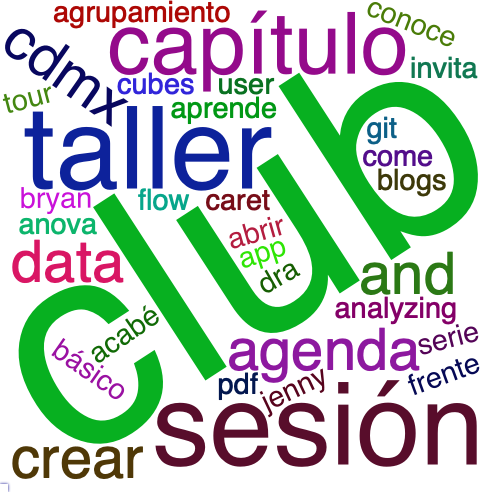 agrupamiento
conoce
capítulo
cdmx
invita
cubes
user
tour
aprende
git
taller
come
blogs
bryan
flow
caret
anova
abrir
club
app
data
dra
and
analyzing
acabé
agenda
serie
básico
pdf
jenny
frente
sesión
crear